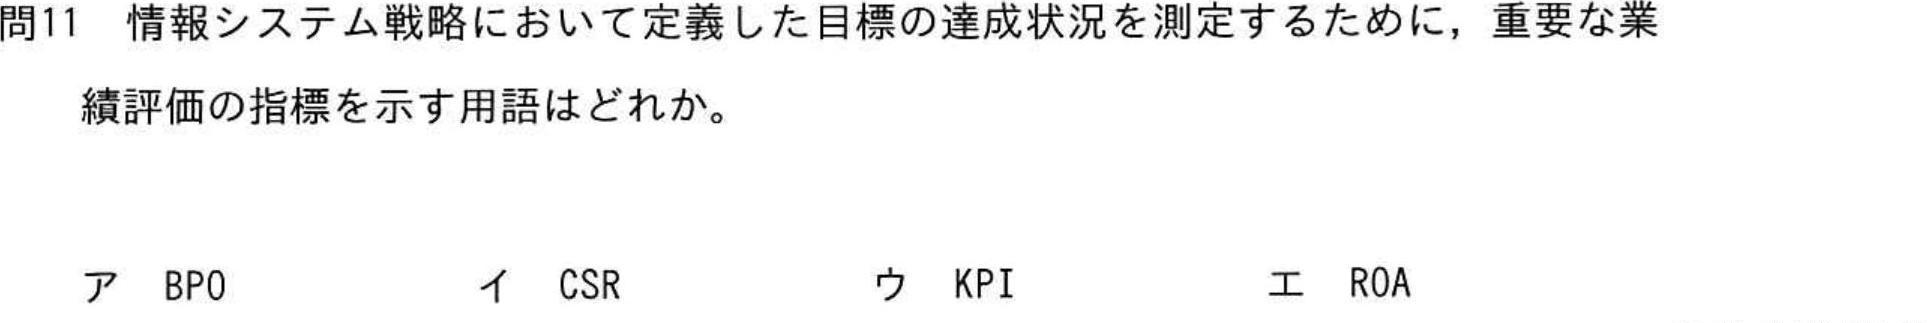 問11　情報システム戦略において定義した目標の達成状況を測定するために，重要な業
績評価の指標を示す用語はどれか。
ア　BPO　イ　CSR　ウ　KPI　エ　ROA